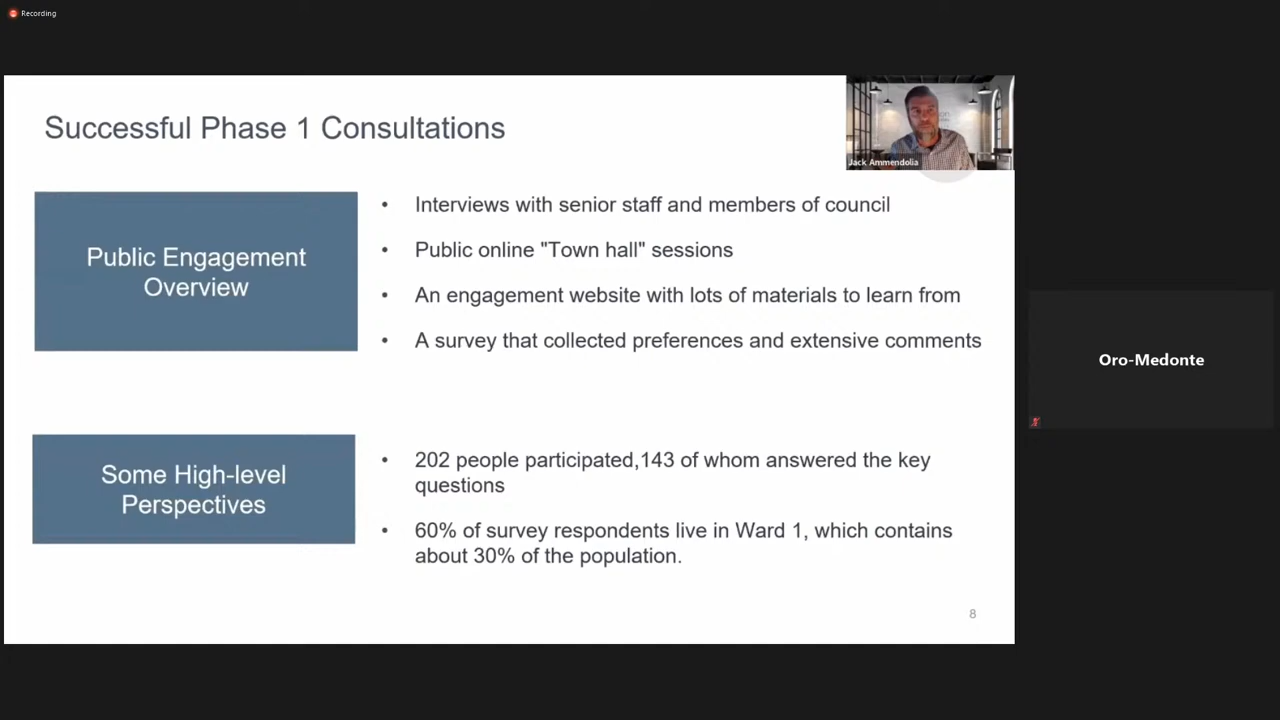 Recording
Successful Phase 1 Consultations
Jack Ammendolia
Public Engagement
Overview
• Interviews with senior staff and members of council
• Public online "Town hall" sessions
• An engagement website with lots of materials to learn from
• A survey that collected preferences and extensive comments
Oro-Medonte
Some High-level
Perspectives
• 202 people participated,143 of whom answered the key
questions
• 60% of survey respondents live in Ward 1, which contains
about 30% of the population.
8